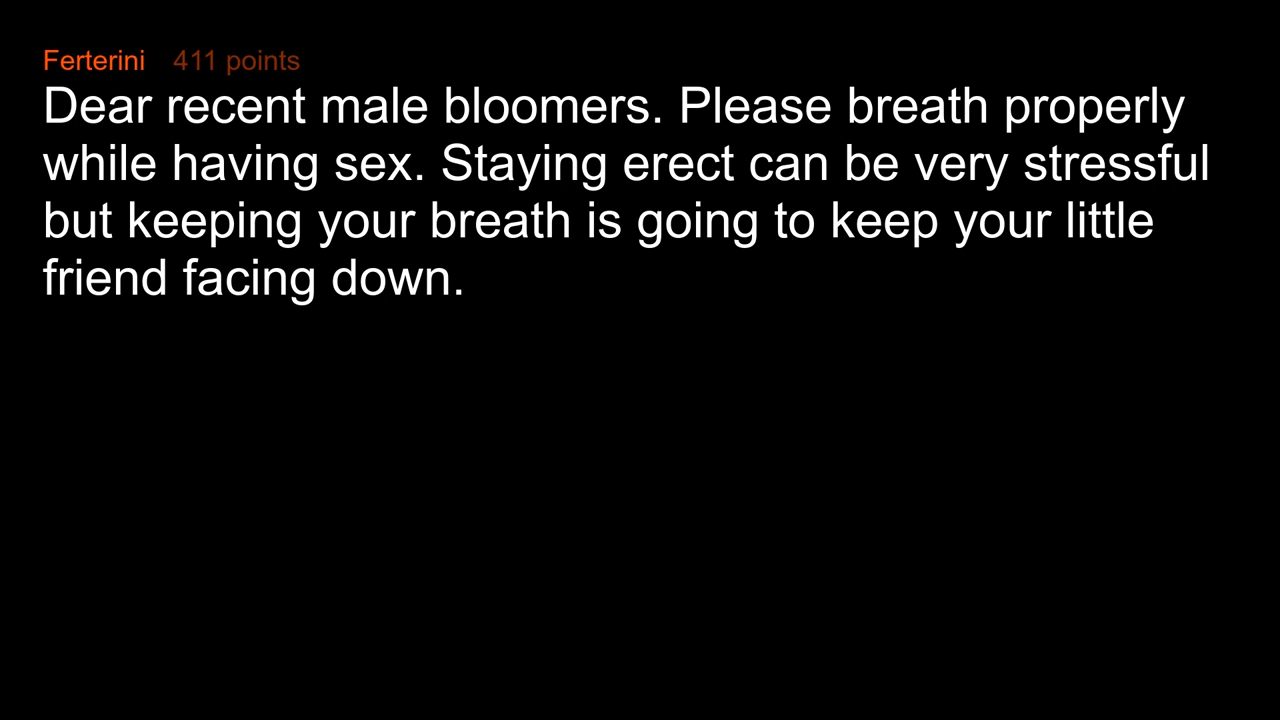 Ferterini 411 points
Dear recent male bloomers. Please breath properly
while having sex. Staying erect can be very stressful
but keeping your breath is going to keep your little
friend facing down.